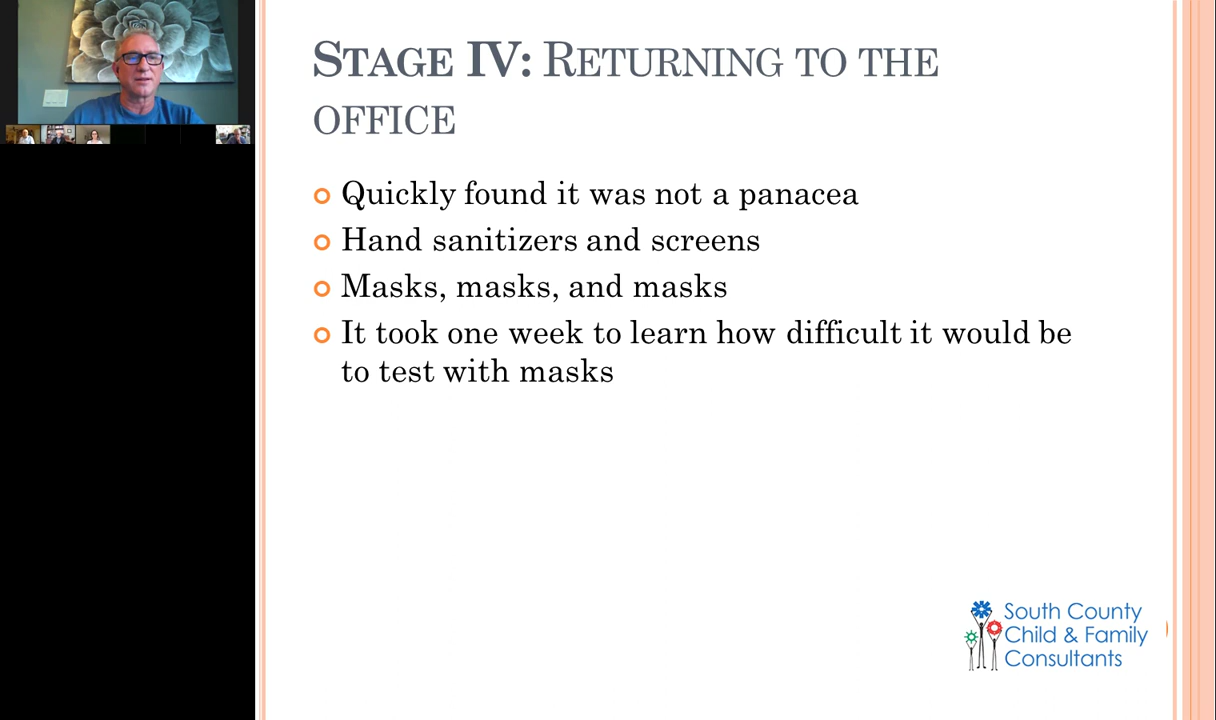 STAGE IV: RETURNING TO THE
OFFICE
Quickly found it was not a panacea
Hand sanitizers and screens
Masks, masks, and masks
It took one week to learn how difficult it would be
to test with masks
South County
Child & Family
Consultants